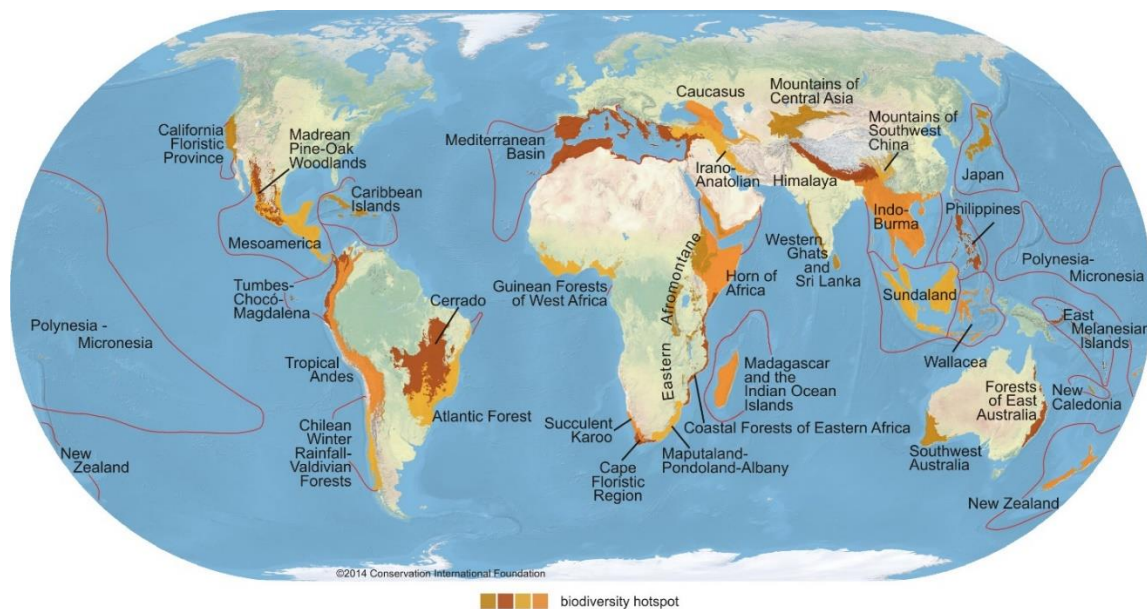 California
Floristic
Province
Madrean
Pine-Oak
Woodlands
Caribbean
Islands
Mesoamerica
Tumbes-
Chocó-
Magdalena
Polynesia -
Micronesia
Tropical
Andes
Cerrado
Atlantic Forest
Chilean
Winter
Rainfall-
Valdivian
Forests
New
Zealand
Mediterranean
Basin
Caucasus
Irano-
Anatolian
Mountains of
Central Asia
Mountains of
Southwest
China
Himalaya
Japan
Indo-
Burma
Philippines
Western
Ghats
and
Sri Lanka
Guinean Forests
of West Africa
Eastern Afromontane
Horn of
Africa
Sundaland
Wallacea
Polynesia-
Micronesia
East
Melanesian
Islands
Madagascar
and the
Indian Ocean
Islands
Coastal Forests of Eastern Africa
Succulent
Karoo
Cape
Floristic
Region
Maputaland-
Pondoland-Albany
Forests
of East
Australia
New
Caledonia
Southwest
Australia
New Zealand
©2014 Conservation International Foundation
biodiversity hotspot